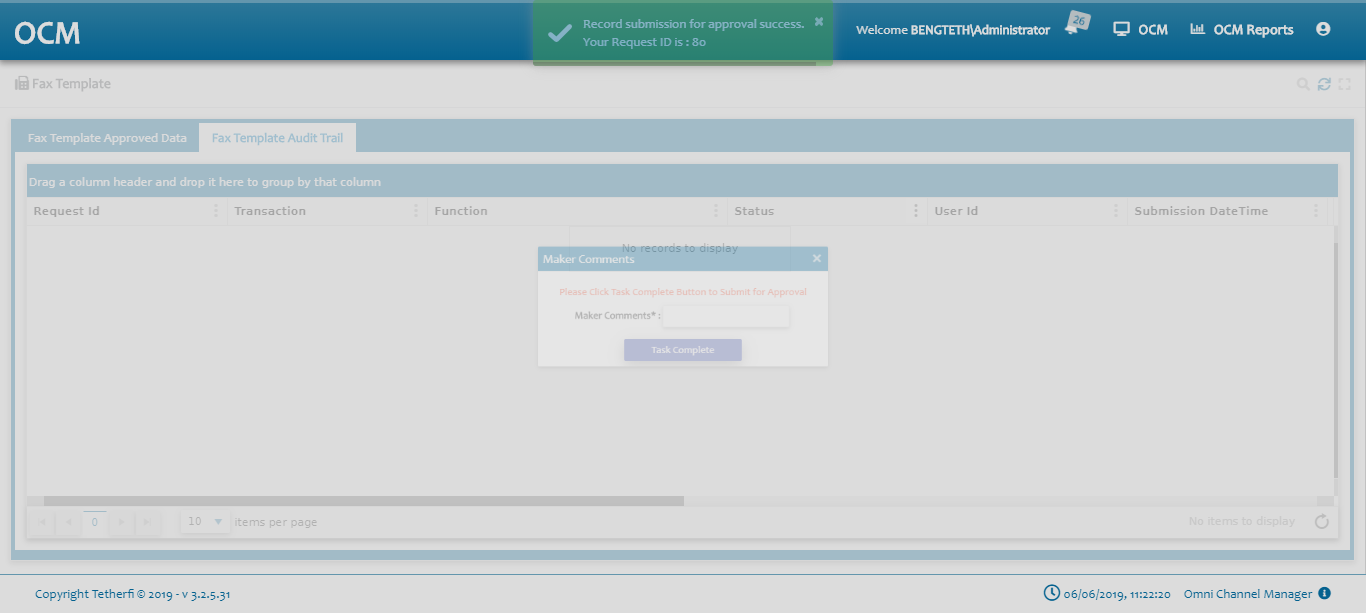 OCM
Record submission for approval success.
Your Request ID is : 80
Welcome BENGTETH\Administrator
26
OCM
OCM Reports
Fax Template
Fax Template Approved Data
Fax Template Audit Trail
Drag a column header and drop it here to group by that column
Request Id
Transaction
Function
Status
User Id
Submission DateTime
No records to display
Maker Comments
Please Click Task Complete Button to Submit for Approval
Maker Comments* :
Task Complete
0
10
items per page
No items to display
Copyright Tetherfi © 2019 - v 3.2.5.31
06/06/2019, 11:22:20
Omni Channel Manager